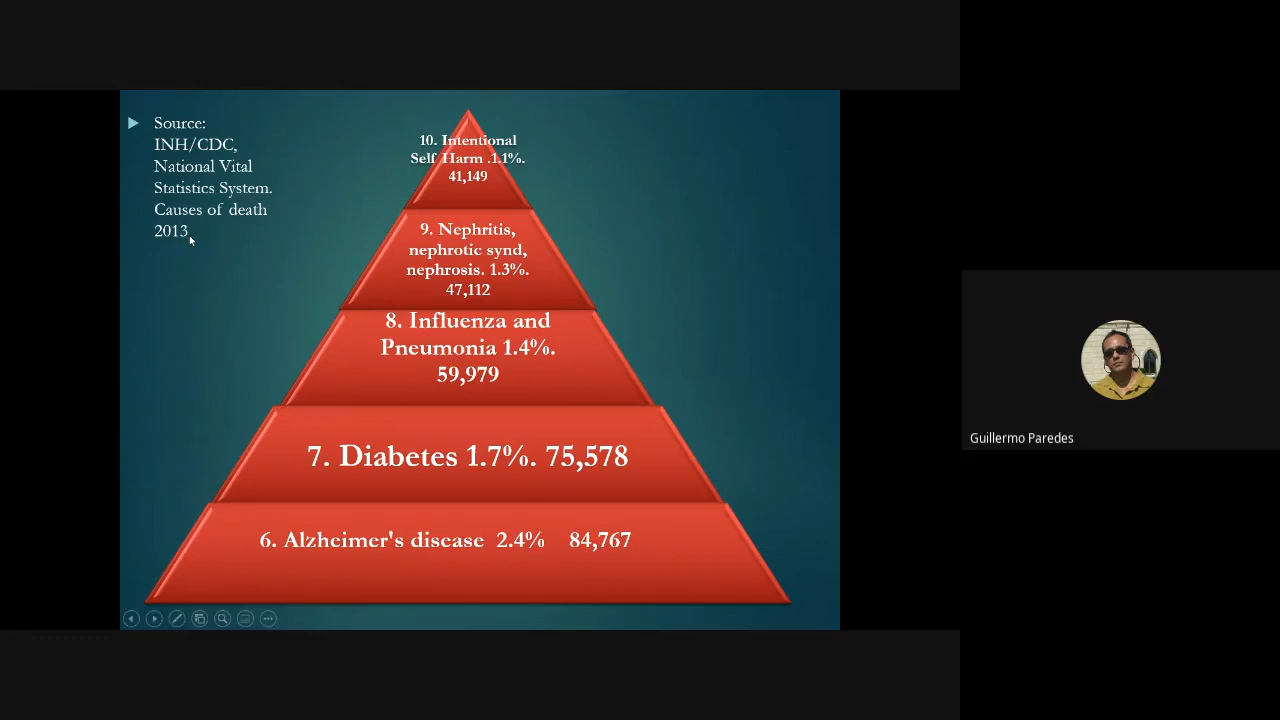 Source:
INH/CDC,
National Vital
Statistics System.
Causes of death
2013
10. Intentional
Self Harm .1.1%.
41,149
9. Nephritis,
nephrotic synd,
nephrosis. 1.3%.
47,112
8. Influenza and
Pneumonia 1.4%.
59,979
7. Diabetes 1.7%. 75,578
6. Alzheimer's disease 2.4% 84,767
Guillermo Paredes